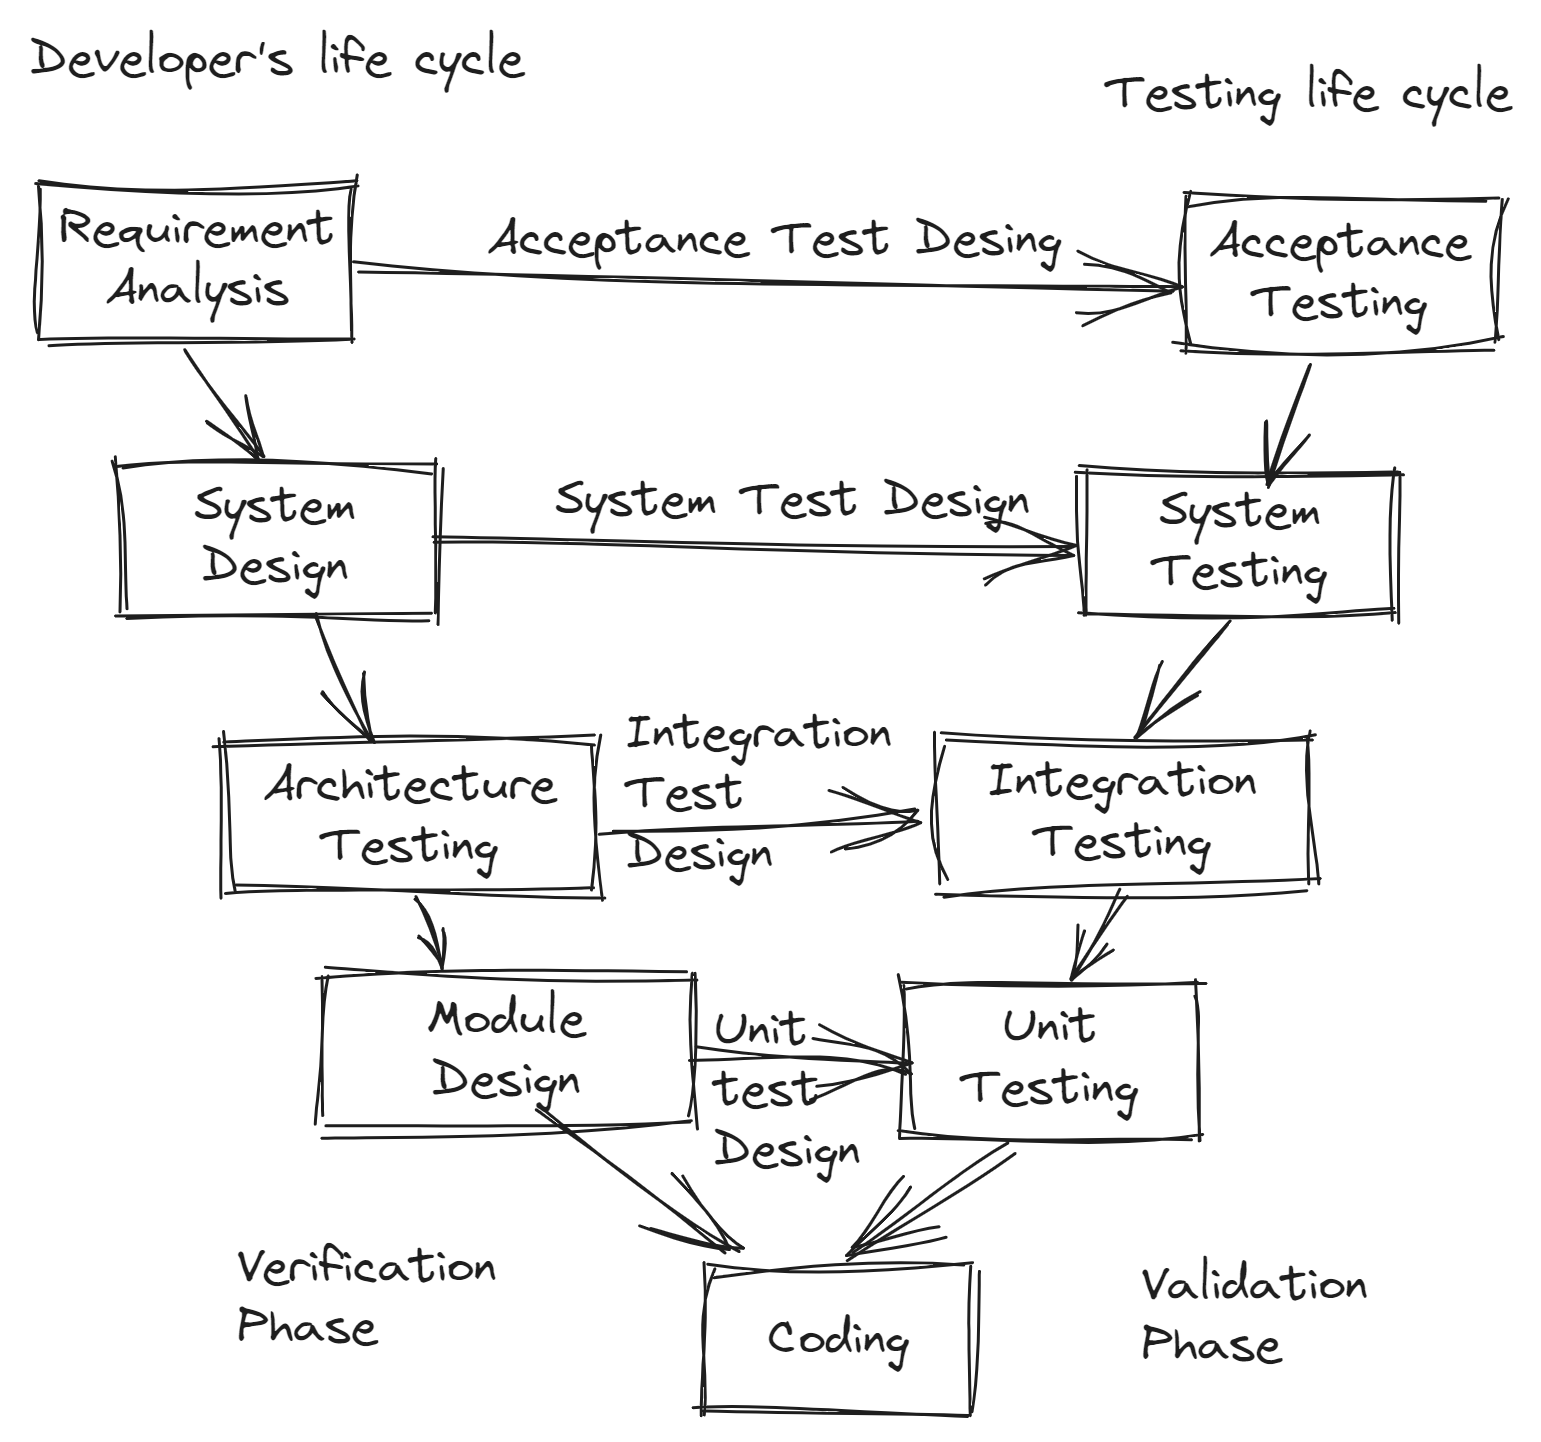 Developer's life cycle
Testing life cycle
Requirement
Analysis
Acceptance Test Desing
Acceptance
Testing
System
Design
System Test Design
System
Testing
Architecture
Testing
Integration
Test
Design
Integration
Testing
Module
Design
Unit
test
Design
Unit
Testing
Verification
Phase
Coding
Validation
Phase